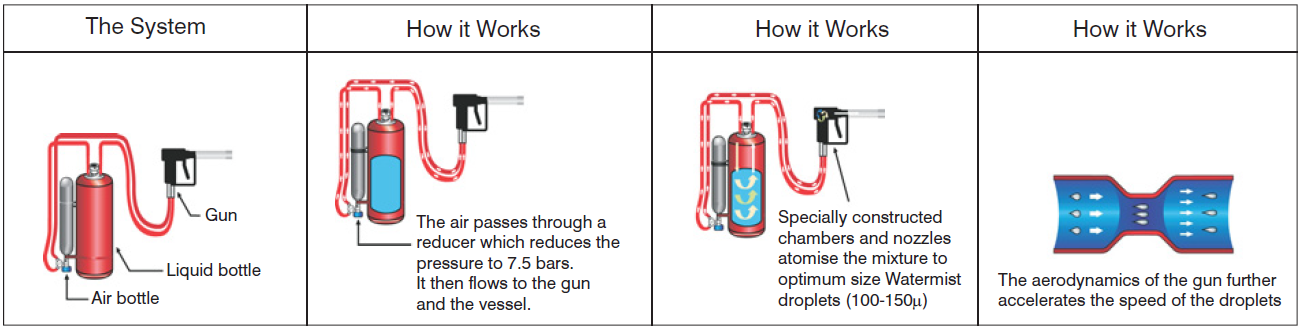 The System
How it Works
How it Works
How it Works
Gun
Liquid bottle
Air bottle
The air passes through a
reducer which reduces the
pressure to 7.5 bars.
It then flows to the gun
and the vessel.
Specially constructed
chambers and nozzles
atomise the mixture to
optimum size Watermist
droplets (100-150µ)
The aerodynamics of the gun further
accelerates the speed of the droplets